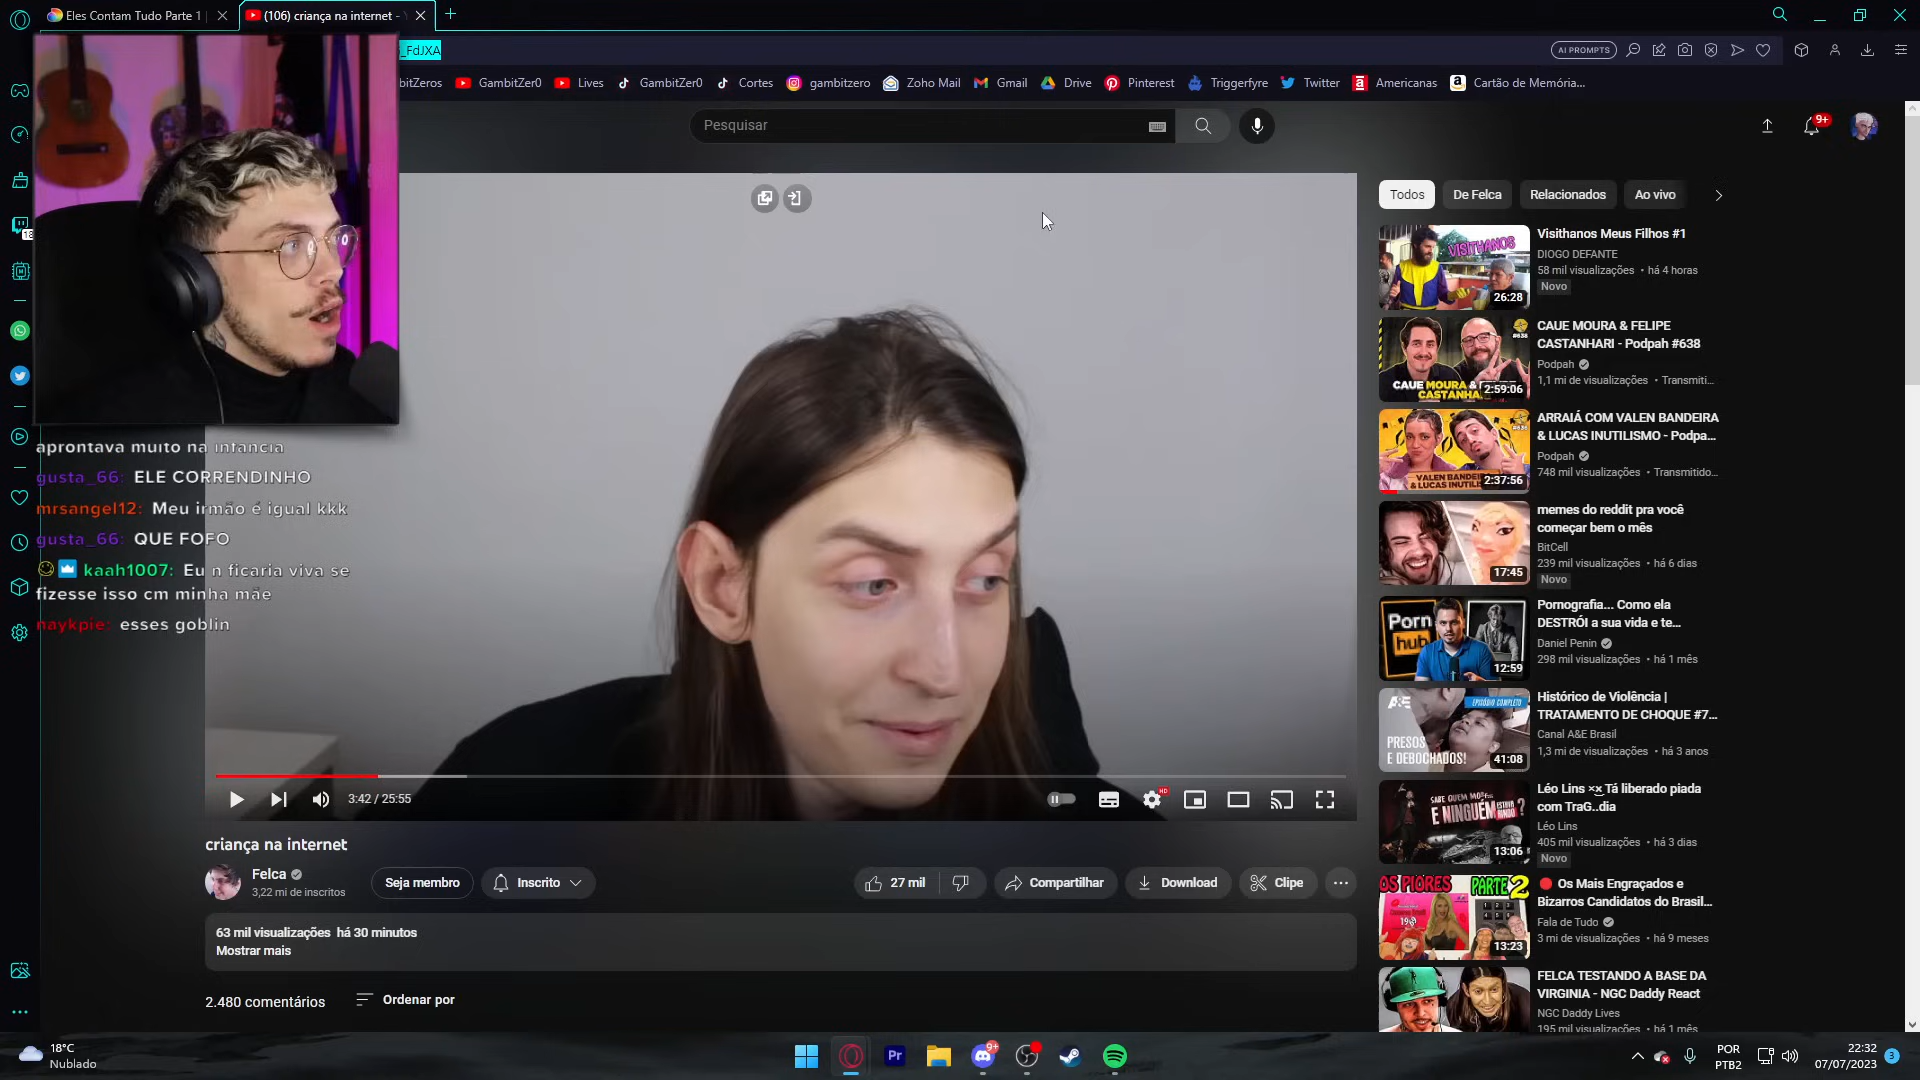 Eles Contam Tudo Parte 1
(106) criança na internet -
_FdJXA
AI PROMPTS
GambitZer0
Lives
GambitZer0
Cortes
gambitzero
Zoho Mail
Gmail
Drive
Pinterest
Triggerfyre
Twitter
Americanas
Cartão de Memória...
Pesquisar
9+
Todos
De Felca
Relacionados
Ao vivo
aprontava muito na infancia
gusta_66: ELE CORRENDINHO
mrsangel12: Meu irmão é igual kkk
gusta_66: QUE FOFO
kaah1007: Eu n ficaria viva se
fizesse isso cm minha mãe
naykpie: esses goblin
3:42 / 25:55
HD
criança na internet
Felca
3,22 mi de inscritos
Seja membro
Inscrito
27 mil
Compartilhar
Download
Clipe
63 mil visualizações há 30 minutos
Mostrar mais
2.480 comentários
Ordenar por
VISITHANOS
26:28
Visithanos Meus Filhos #1
DIOGO DEFANTE
58 mil visualizações • há 4 horas
Novo
2:59:06
CAUE MOURA & FELIPE
CASTANHARI - Podpah #638
Podpah
1,1 mi de visualizações • Transmiti...
2:37:56
ARRAIÁ COM VALEN BANDEIRA
& LUCAS INUTILISMO - Podpa...
Podpah
748 mil visualizações • Transmitido...
17:45
memes do reddit pra você
começar bem o mês
BitCell
239 mil visualizações • há 6 dias
Novo
Porn
hub
12:59
Pornografia... Como ela
DESTRÓI a sua vida e te...
Daniel Penin
298 mil visualizações • há 1 mês
A&E
EPISÓDIO COMPLETO
PRESOS
E DEBOCHADOS!
41:08
Histórico de Violência |
TRATAMENTO DE CHOQUE #7...
Canal A&E Brasil
1,3 mi de visualizações • há 3 anos
E NINGUÉM
13:06
Léo Lins ×͜× Tá liberado piada
com TraG..dia
Léo Lins
405 mil visualizações • há 3 dias
Novo
OS PIORES
PARTE 2
13:23
🔴 Os Mais Engraçados e
Bizarros Candidatos do Brasil...
Fala de Tudo
3 mi de visualizações • há 9 meses
FELCA TESTANDO A BASE DA
VIRGINIA - NGC Daddy React
NGC Daddy Lives
195 mil visualizações • há 1 mês
18°C
Nublado
Pr
9+
POR
PTB2
22:32
07/07/2023
3